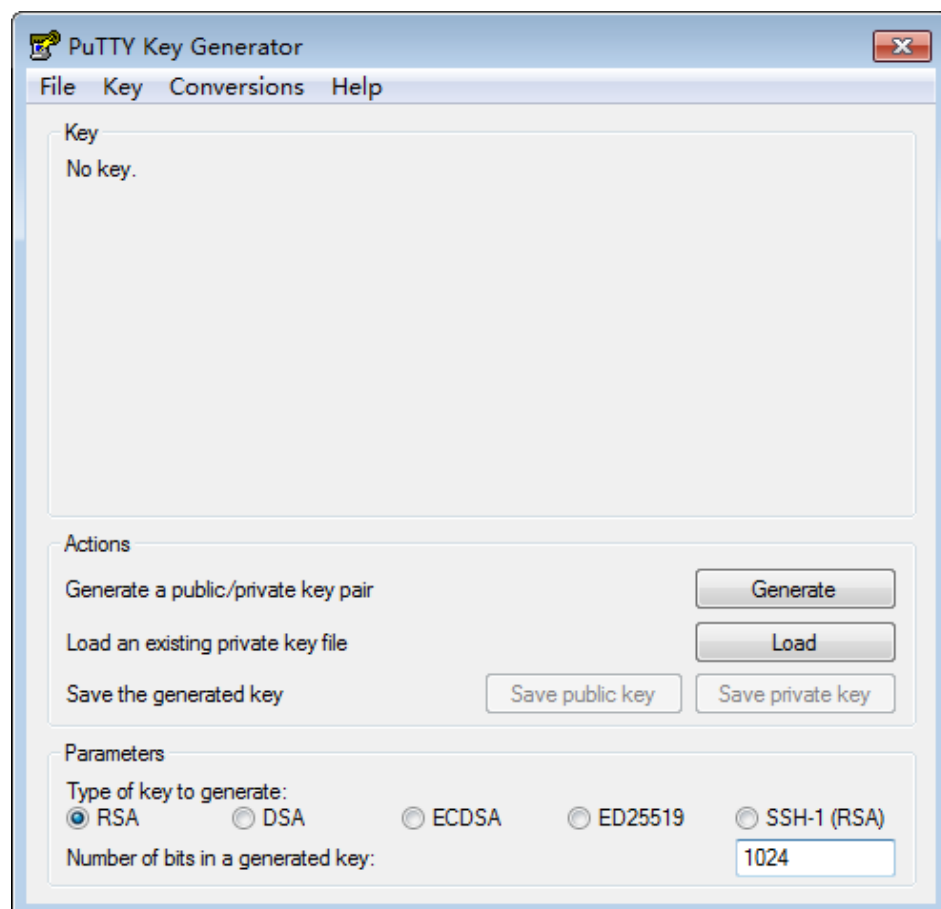 PuTTY Key Generator
File Key Conversions Help
Key
No key.
Actions
Generate a public/private key pair Generate
Load an existing private key file Load
Save the generated key Save public key Save private key
Parameters
Type of key to generate:
RSA DSA ECDSA ED25519 SSH-1 (RSA)
Number of bits in a generated key: 1024